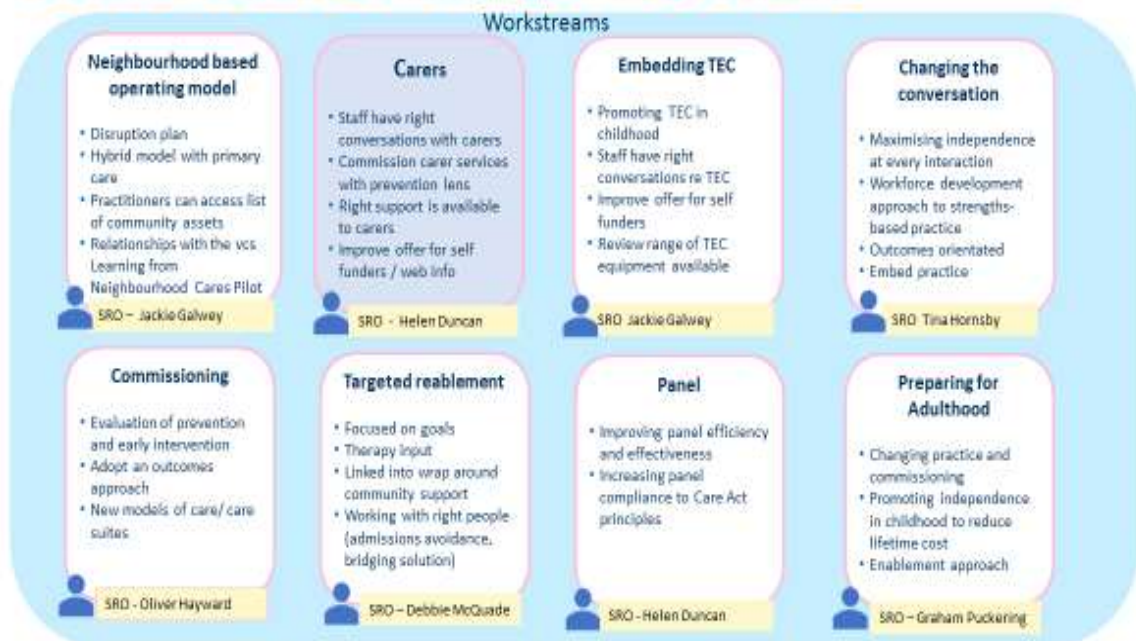 Workstreams
Neighbourhood based
operating model
• Disruption plan
• Hybrid model with primary
care
• Practitioners can access list
of community assets
• Relationships with the vcs
Learning from
Neighbourhood Cares Pilot
SRO – Jackie Galwey
Carers
• Staff have right
conversations with carers
• Commission carer services
with prevention lens
• Right support is available
to carers
• Improve offer for self
funders / web info
SRO - Helen Duncan
Embedding TEC
• Promoting TEC in
childhood
• Staff have right
conversations re TEC
• Improve offer for self
funders
• Review range of TEC
equipment available
SRO Jackie Galwey
Changing the
conversation
• Maximising independence
at every interaction
• Workforce development
approach to strengths-
based practice
• Outcomes orientated
• Embed practice
SRO Tina Hornsby
Commissioning
• Evaluation of prevention
and early intervention
• Adopt an outcomes
approach
• New models of care/ care
suites
SRO - Oliver Hayward
Targeted reablement
• Focused on goals
• Therapy input
• Linked into wrap around
community support
• Working with right people
(admissions avoidance,
bridging solution)
SRO – Debbie McQuade
Panel
• Improving panel efficiency
and effectiveness
• Increasing panel
compliance to Care Act
principles
SRO - Helen Duncan
Preparing for
Adulthood
• Changing practice and
commissioning
• Promoting independence
in childhood to reduce
lifetime cost
• Enablement approach
SRO – Graham Puckering